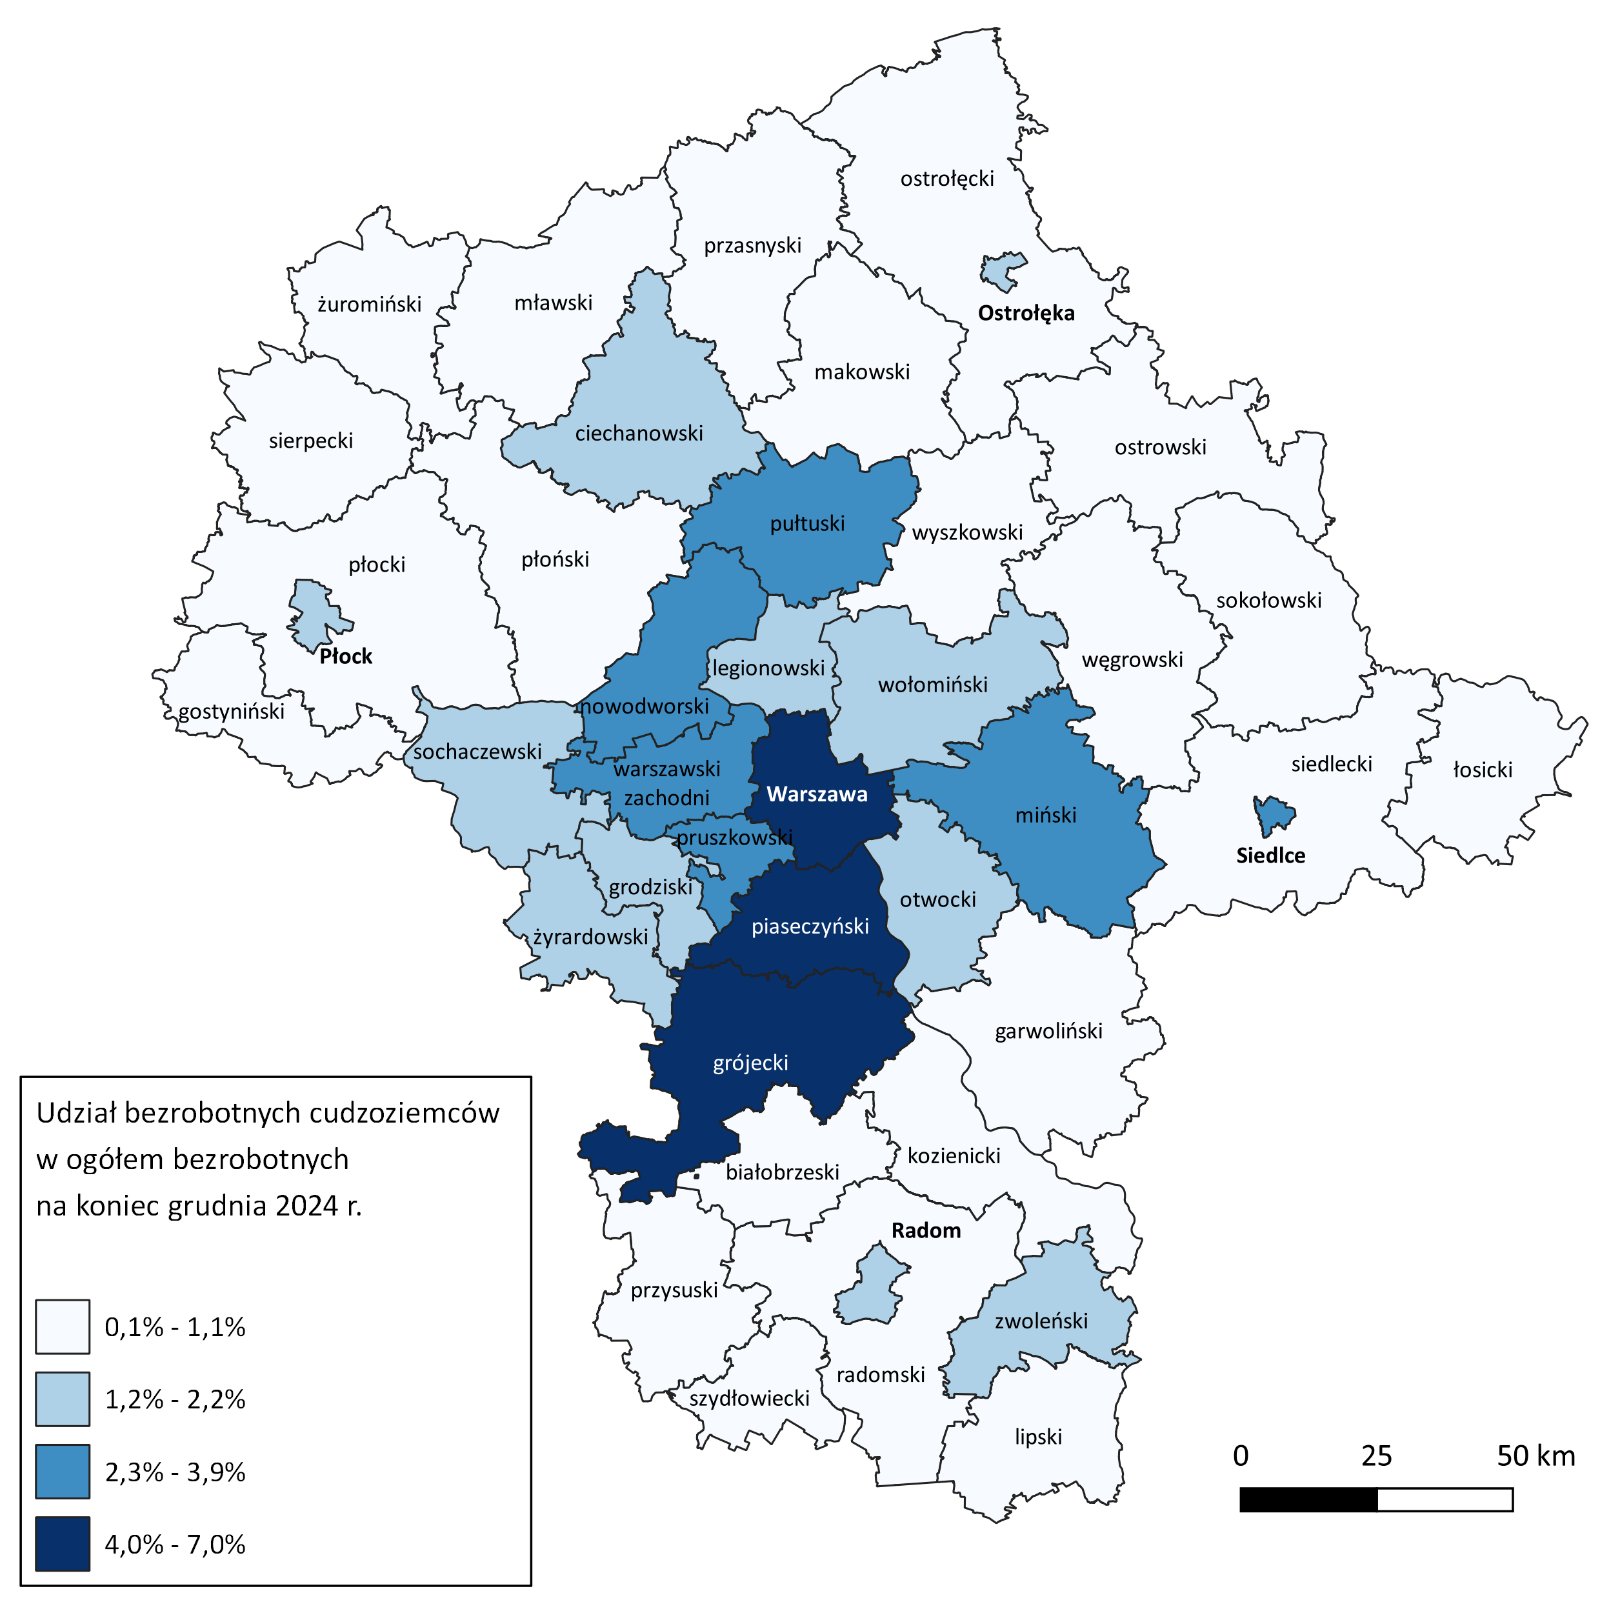 ostrołęcki
przasnyski
żuromiński
mławski
Ostrołęka
makowski
sierpecki
ciechanowski
ostrowski
pułtuski
wyszkowski
płocki
płoński
sokołowski
Płock
legionowski
węgrowski
wołomiński
gostyniński
nowodworski
sochaczewski
warszawski
zachodni
siedlecki
łosicki
Warszawa
miński
pruszkowski
Siedlce
grodziski
otwocki
piaseczyński
żyrardowski
garwoliński
grójecki
kozienicki
białobrzeski
Radom
przysuski
zwoleński
radomski
szydłowiecki
lipski
Udział bezrobotnych cudzoziemców
w ogółem bezrobotnych
na koniec grudnia 2024 r.
0,1% - 1,1%
1,2% - 2,2%
2,3% - 3,9%
4,0% - 7,0%
0 25 50 km